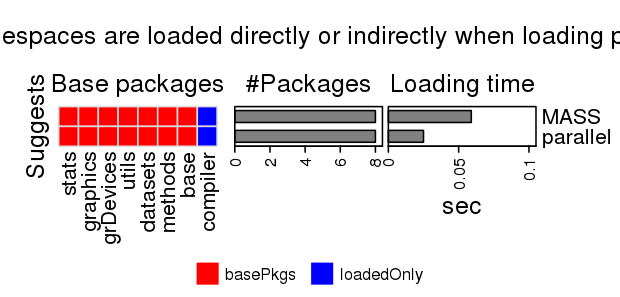 espaces are loaded directly or indirectly when loading p
Base packages
#Packages
Loading time
Suggests
MASS
parallel
stats
graphics
grDevices
utils
datasets
methods
base
compiler
0 2 4 6 8
0 0.05 0.1
sec
basePkgs
loadedOnly